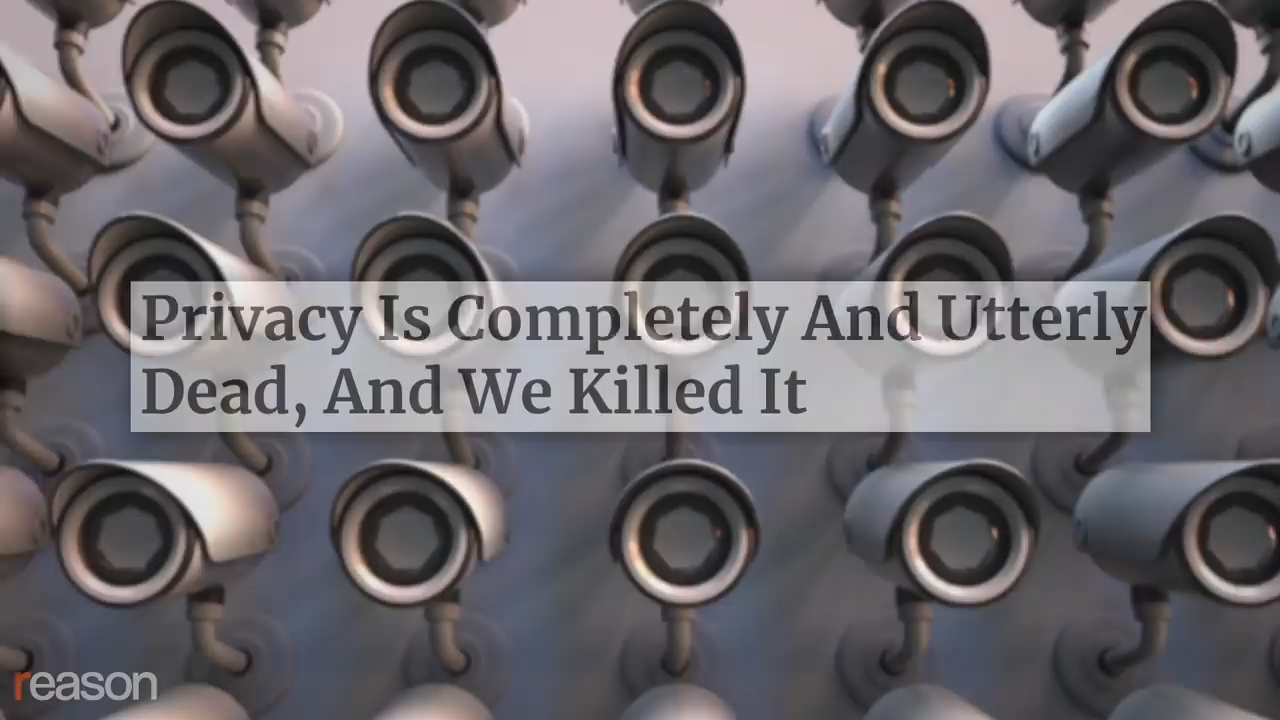 Privacy Is Completely And Utterly
Dead, And We Killed It
reason